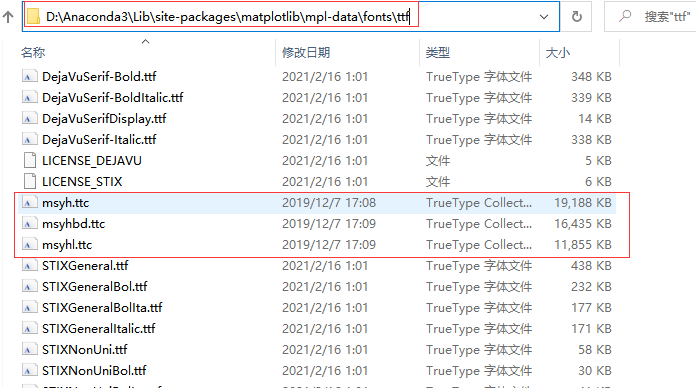 D:\Anaconda3\Lib\site-packages\matplotlib\mpl-data\fonts\ttf 搜索"ttf"
名称 修改日期 类型 大小
DejaVuSerif-Bold.ttf 2021/2/16 1:01 TrueType 字体文件 348 KB
DejaVuSerif-BoldItalic.ttf 2021/2/16 1:01 TrueType 字体文件 339 KB
DejaVuSerifDisplay.ttf 2021/2/16 1:01 TrueType 字体文件 14 KB
DejaVuSerif-Italic.ttf 2021/2/16 1:01 TrueType 字体文件 338 KB
LICENSE_DEJAVU 2021/2/16 1:01 文件 5 KB
LICENSE_STIX 2021/2/16 1:01 文件 6 KB
msyh.ttc 2019/12/7 17:08 TrueType Collect... 19,188 KB
msyhbd.ttc 2019/12/7 17:09 TrueType Collect... 16,435 KB
msyhl.ttc 2019/12/7 17:09 TrueType Collect... 11,855 KB
STIXGeneral.ttf 2021/2/16 1:01 TrueType 字体文件 438 KB
STIXGeneralBol.ttf 2021/2/16 1:01 TrueType 字体文件 232 KB
STIXGeneralBolIta.ttf 2021/2/16 1:01 TrueType 字体文件 177 KB
STIXGeneralItalic.ttf 2021/2/16 1:01 TrueType 字体文件 171 KB
STIXNonUni.ttf 2021/2/16 1:01 TrueType 字体文件 58 KB
STIXNonUniBol.ttf 2021/2/16 1:01 TrueType 字体文件 30 KB